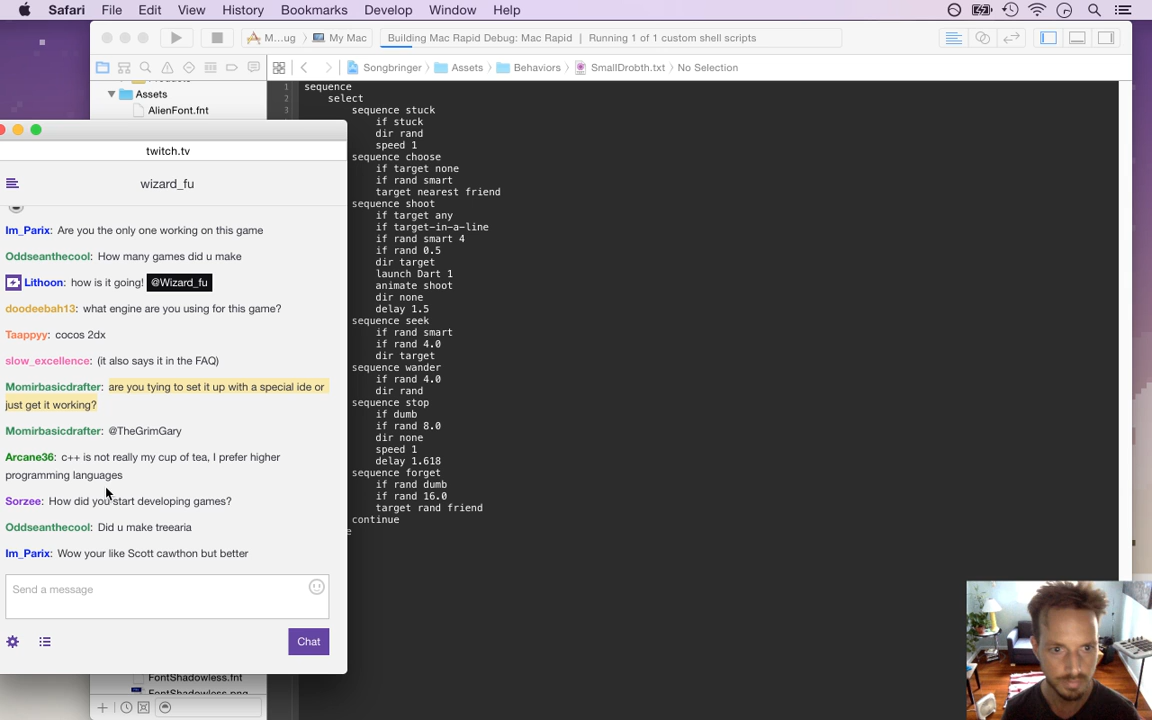 Safari File Edit View History Bookmarks Develop Window Help
M...ug My Mac Building Mac Rapid Debug: Mac Rapid | Running 1 of 1 custom shell scripts
Songbringer Assets Behaviors SmallDrobth.txt No Selection
Assets
AlienFont.fnt
twitch.tv
wizard_fu
Im_Parix: Are you the only one working on this game
Oddseanthecool: How many games did u make
Lithoon: how is it going! @Wizard_fu
doodeebah13: what engine are you using for this game?
Taappyy: cocos 2dx
slow_excellence: (it also says it in the FAQ)
Momirbasicdrafter: are you tying to set it up with a special ide or
just get it working?
Momirbasicdrafter: @TheGrimGary
Arcane36: c++ is not really my cup of tea, I prefer higher
programming languages
Sorzee: How did you start developing games?
Oddseanthecool: Did u make treearia
Im_Parix: Wow your like Scott cawthon but better
Send a message
Chat
FontShadowless.fnt
FontShadowless.png
1 sequence
2 select
3 sequence stuck
if stuck
dir rand
speed 1
sequence choose
if target none
if rand smart
target nearest friend
sequence shoot
if target any
if target-in-a-line
if rand smart 4
if rand 0.5
dir target
launch Dart 1
animate shoot
dir none
delay 1.5
sequence seek
if rand smart
if rand 4.0
dir target
sequence wander
if rand 4.0
dir rand
sequence stop
if dumb
if rand 8.0
dir none
speed 1
delay 1.618
sequence forget
if rand dumb
if rand 16.0
target rand friend
continue